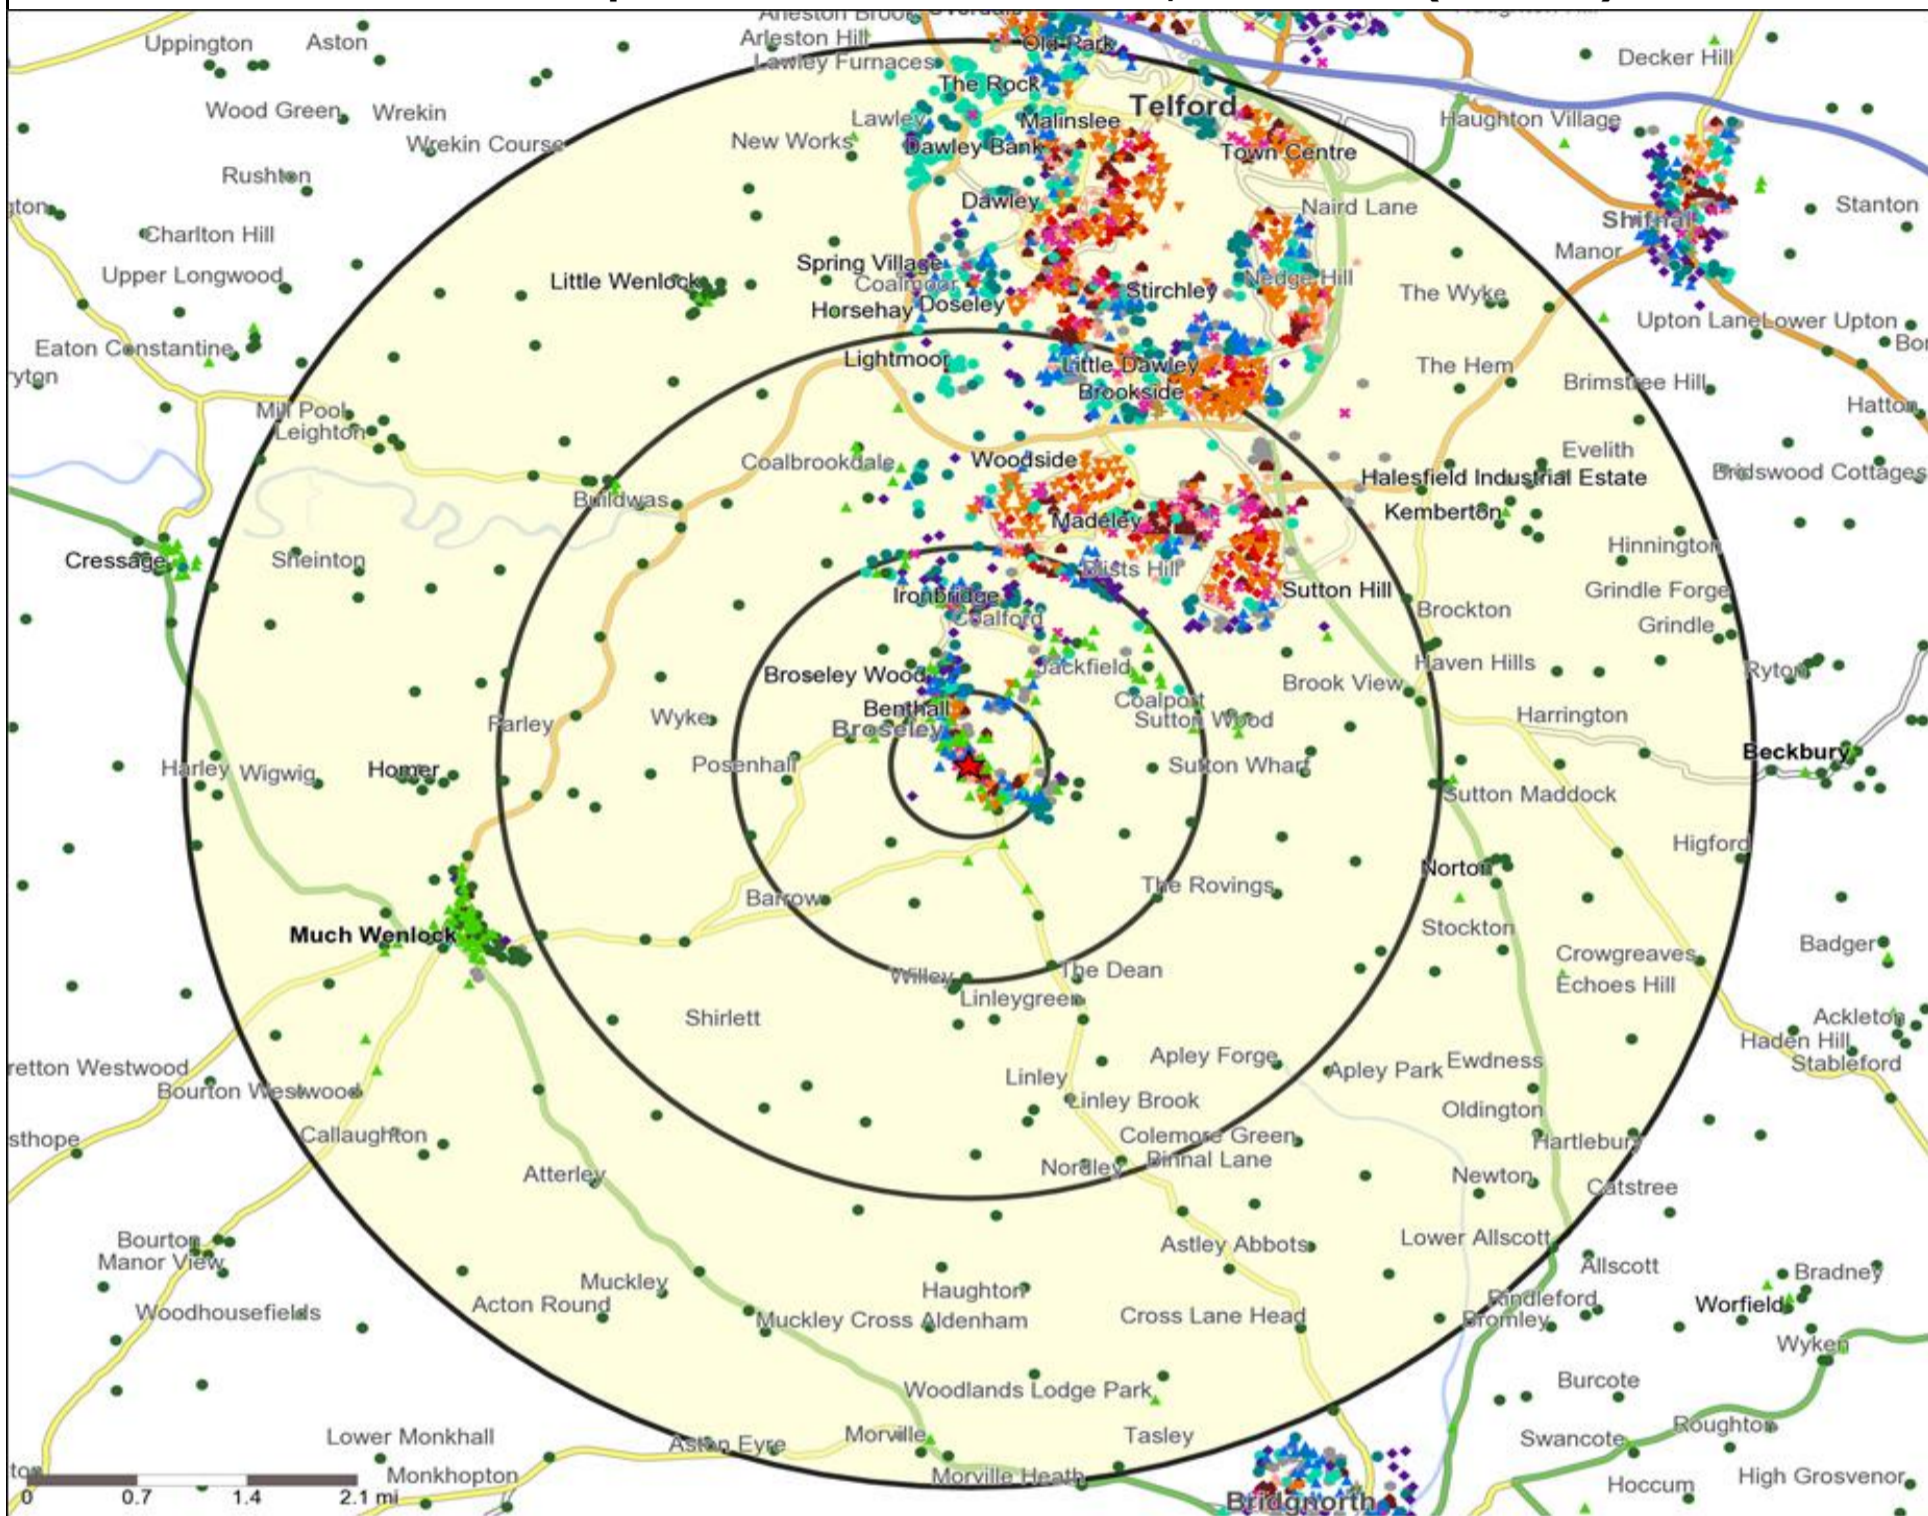 Arleston Brook
Uppington
Aston
Arleston Hill
Old Park
Decker Hill
Lawley Furnaces
The Rock
Telford
Wood Green
Wrekin
Lawley
Malinslee
Haughton Village
Wrekin Course
New Works
Dawley Bank
Town Centre
Rushton
Dawley
Naird Lane
Stanton
Shifnal
Charlton Hill
Manor
Upper Longwood
Little Wenlock
Spring Village
Coalmoor
Stirchley
Nedge Hill
The Wyke
Horsehay
Doseley
Upton Lane
Lower Upton
Eaton Constantine
Lightmoor
Little Dawley
The Hem
Brookside
Brimstree Hill
Hatton
Mill Pool
Leighton
Coalbrookdale
Woodside
Evelith
Halesfield Industrial Estate
Bridswood Cottages
Buildwas
Madeley
Kemberton
Cressage
Sheinton
Blists Hill
Hinnington
Ironbridge
Sutton Hill
Grindle Forge
Coalford
Brockton
Grindle
Broseley Wood
Jackfield
Haven Hills
Ryton
Brook View
Benthall
Coalport
Farley
Wyke
Broseley
Sutton Wood
Harrington
Harley
Wigwig
Homer
Posenhall
Sutton Wharf
Beckbury
Sutton Maddock
Higford
Norton
Barrow
The Rovings
Much Wenlock
Stockton
Badger
Crowgreaves
Willey
The Dean
Echoes Hill
Linleygreen
Shirlett
Ackleton
Haden Hill
retton Westwood
Apley Forge
Apley Park
Ewdness
Stableford
Bourton Westwood
Linley
Linley Brook
Oldington
sthope
Callaughton
Colemore Green
Hartlebury
Nordley
Binnal Lane
Atterley
Newton
Catstree
Bourton
Astley Abbots
Lower Allscott
Manor View
Allscott
Bradney
Muckley
Haughton
Acton Round
Rindleford
Worfield
Woodhousefields
Muckley Cross
Aldenham
Cross Lane Head
Bromley
Wyken
Woodlands Lodge Park
Burcote
Lower Monkhall
Aston Eyre
Morville
Tasley
Swancote
Roughton
Monkhopton
Morville Heath
Hoccum
High Grosvenor
0 0.7 1.4 2.1 mi
Bridgnorth